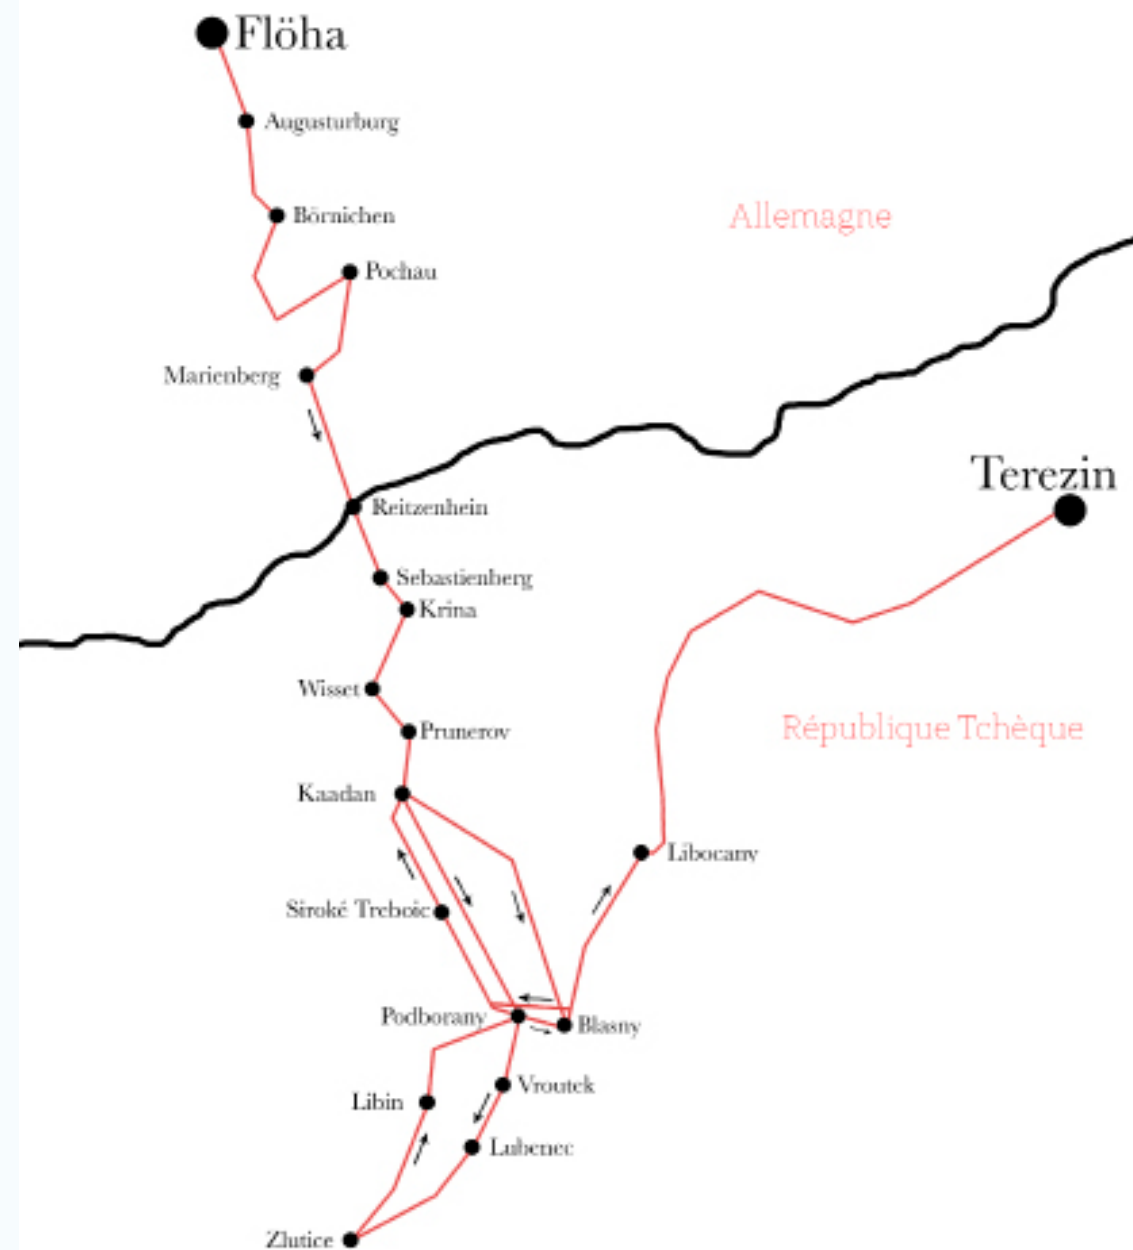 Flöha
Augusturburg
Börnichen
Allemagne
Pochau
Marienberg
Terezin
Reitzenhein
Sebastienberg
Krina
Wisset
République Tchèque
Prunerov
Kaadan
Libocany
Siroké Treboic
Podborany
Blasny
Vroutek
Libin
Lubenec
Zlutice